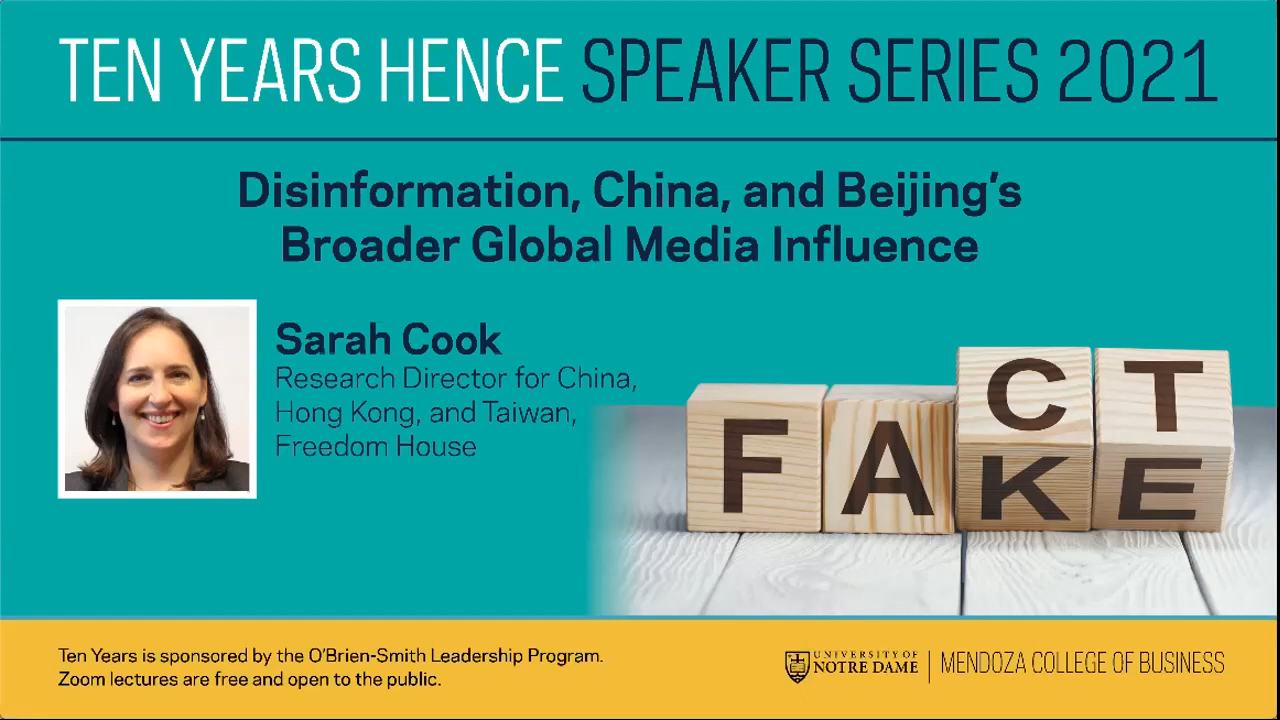 TEN YEARS HENCE SPEAKER SERIES 2021
Disinformation, China, and Beijing's
Broader Global Media Influence
Sarah Cook
Research Director for China,
Hong Kong, and Taiwan,
Freedom House
C T
F A K E
Ten Years is sponsored by the O'Brien-Smith Leadership Program.
Zoom lectures are free and open to the public.
UNIVERSITY OF
NOTRE DAME
MENDOZA COLLEGE OF BUSINESS